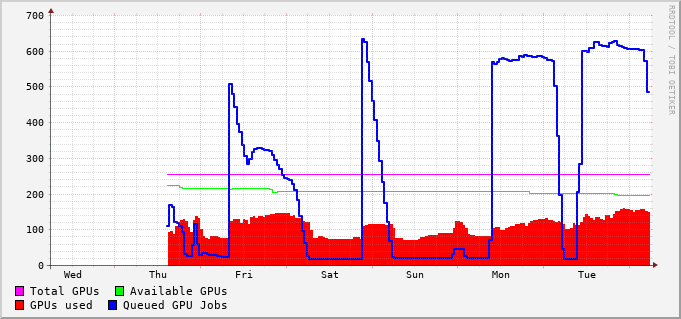 700
600
500
400
300
200
100
0
Wed Thu Fri Sat Sun Mon Tue
RRDTOOL / TOBI OETIKER
Total GPUs Available GPUs
GPUs used Queued GPU Jobs